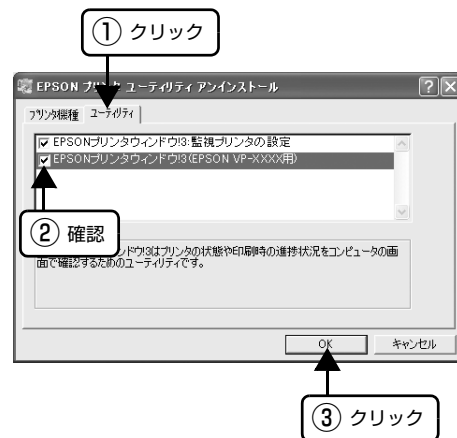 ① クリック
EPSON プリンタ ユーティリティ アンインストール
プリンタ機種 ユーティリティ
EPSONプリンタウィンドウ!3:監視プリンタの設定
EPSONプリンタウィンドウ!3(EPSON VP-XXXX用)
② 確認
ンドウ!3はプリンタの状態や印刷時の進捗状況をコンピュータの画
面で確認するためのユーティリティです。
OK キャンセル
③ クリック